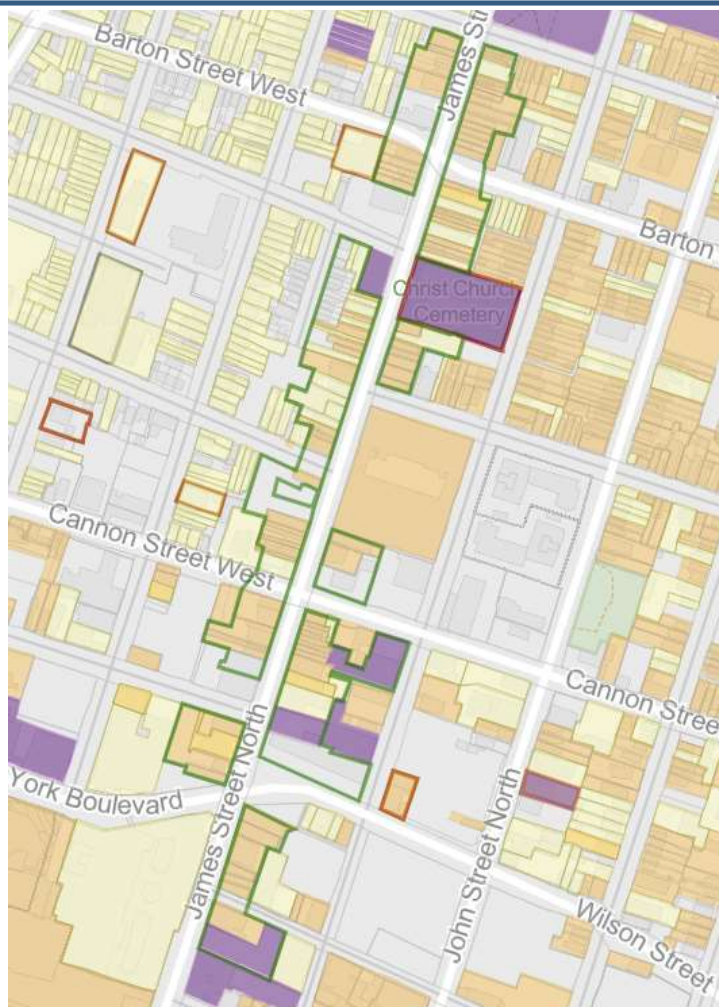 James Str
Barton Street West
Barton
Christ Church
Cemetery
Cannon Street West
Cannon Stree
James Street North
York Boulevard
John Street North
Wilson Street